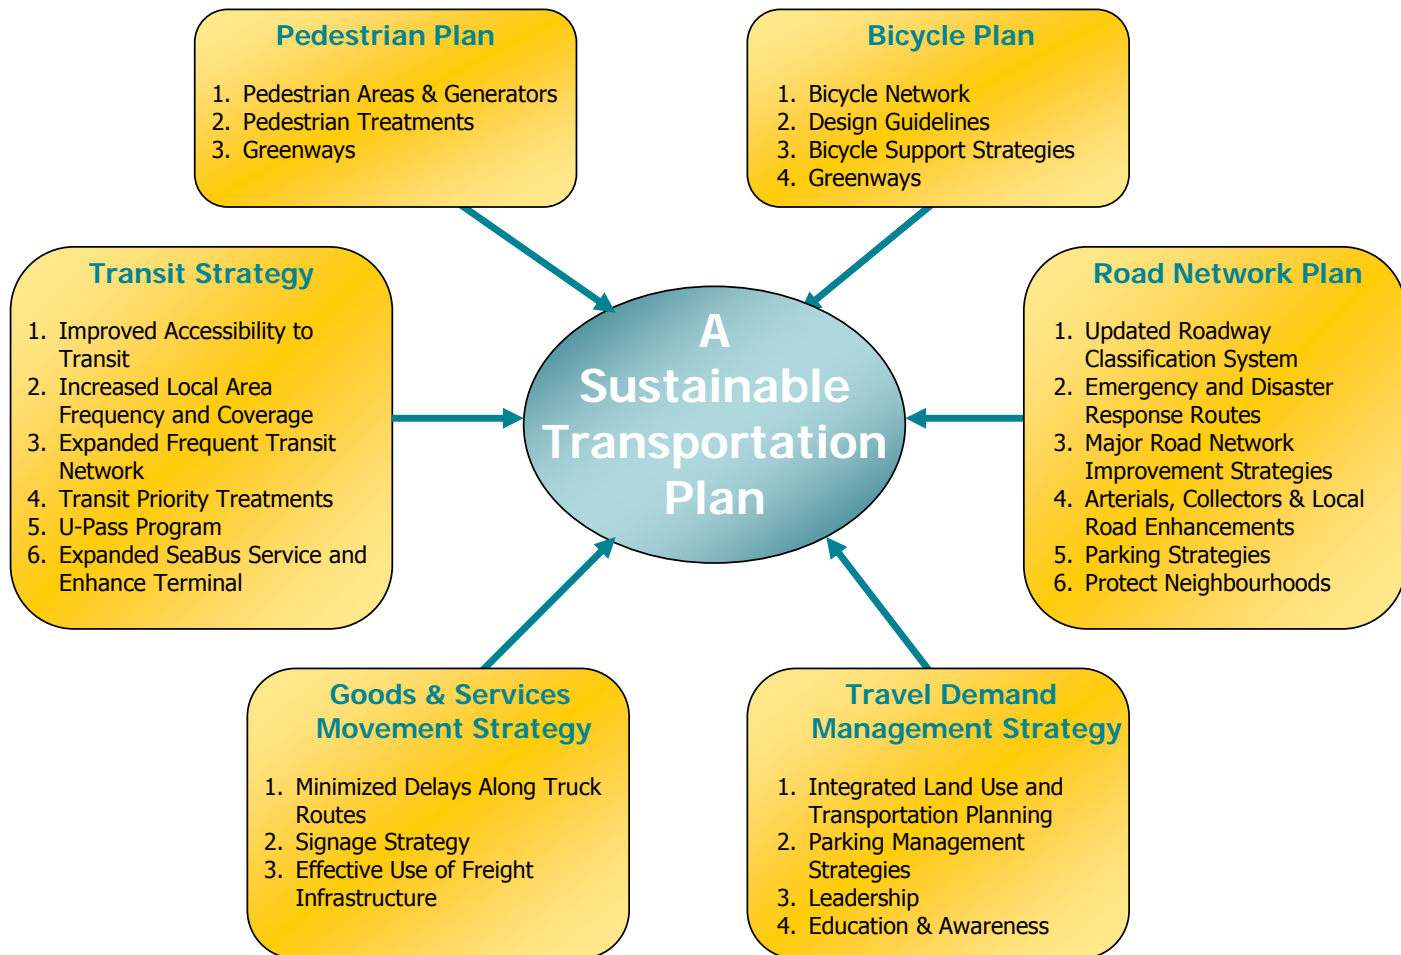 Pedestrian Plan
1. Pedestrian Areas & Generators
2. Pedestrian Treatments
3. Greenways
Bicycle Plan
1. Bicycle Network
2. Design Guidelines
3. Bicycle Support Strategies
4. Greenways
Transit Strategy
1. Improved Accessibility to
Transit
2. Increased Local Area
Frequency and Coverage
3. Expanded Frequent Transit
Network
4. Transit Priority Treatments
5. U-Pass Program
6. Expanded SeaBus Service and
Enhance Terminal
A
Sustainable
Transportation
Plan
Road Network Plan
1. Updated Roadway
Classification System
2. Emergency and Disaster
Response Routes
3. Major Road Network
Improvement Strategies
4. Arterials, Collectors & Local
Road Enhancements
5. Parking Strategies
6. Protect Neighbourhoods
Goods & Services
Movement Strategy
1. Minimized Delays Along Truck
Routes
2. Signage Strategy
3. Effective Use of Freight
Infrastructure
Travel Demand
Management Strategy
1. Integrated Land Use and
Transportation Planning
2. Parking Management
Strategies
3. Leadership
4. Education & Awareness